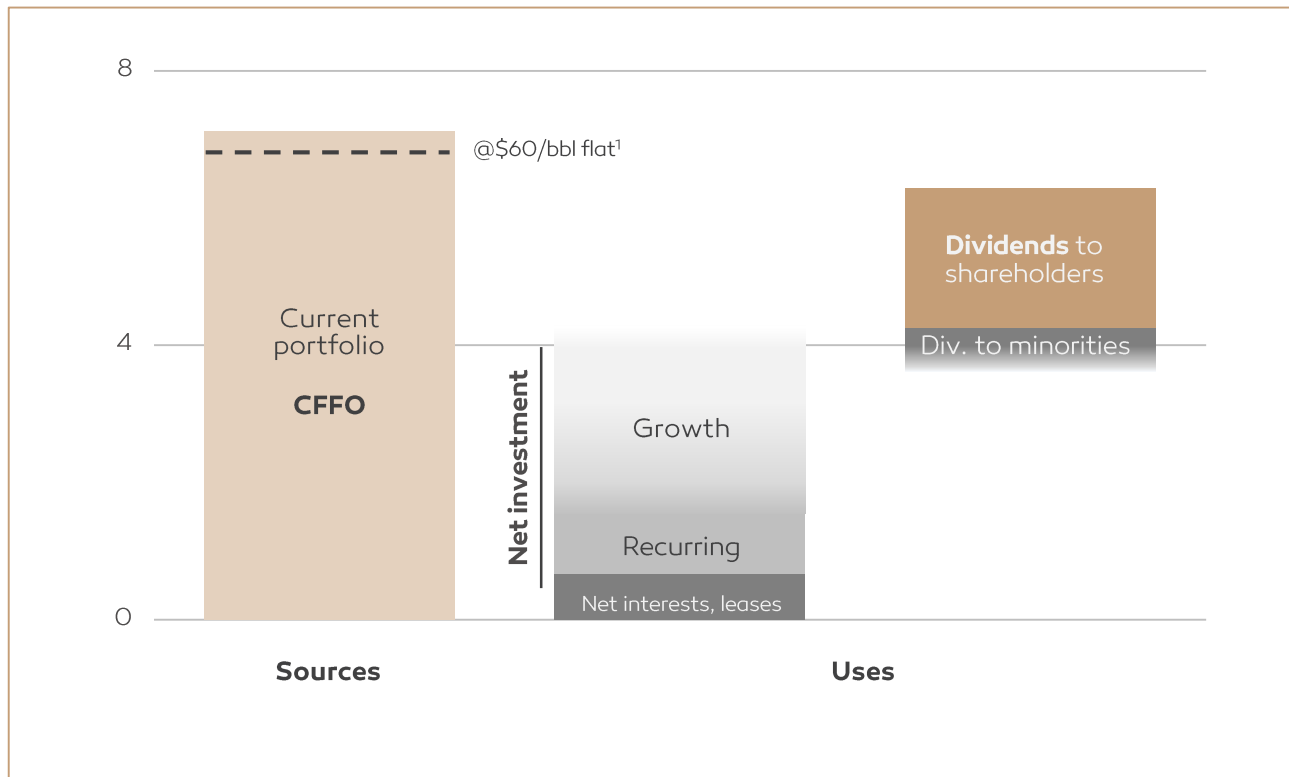 8
@$60/bbl flat¹
Dividends to
shareholders
Current
portfolio
4
Div. to minorities
CFFO
Net investment
Growth
Recurring
Net interests, leases
0
Sources
Uses